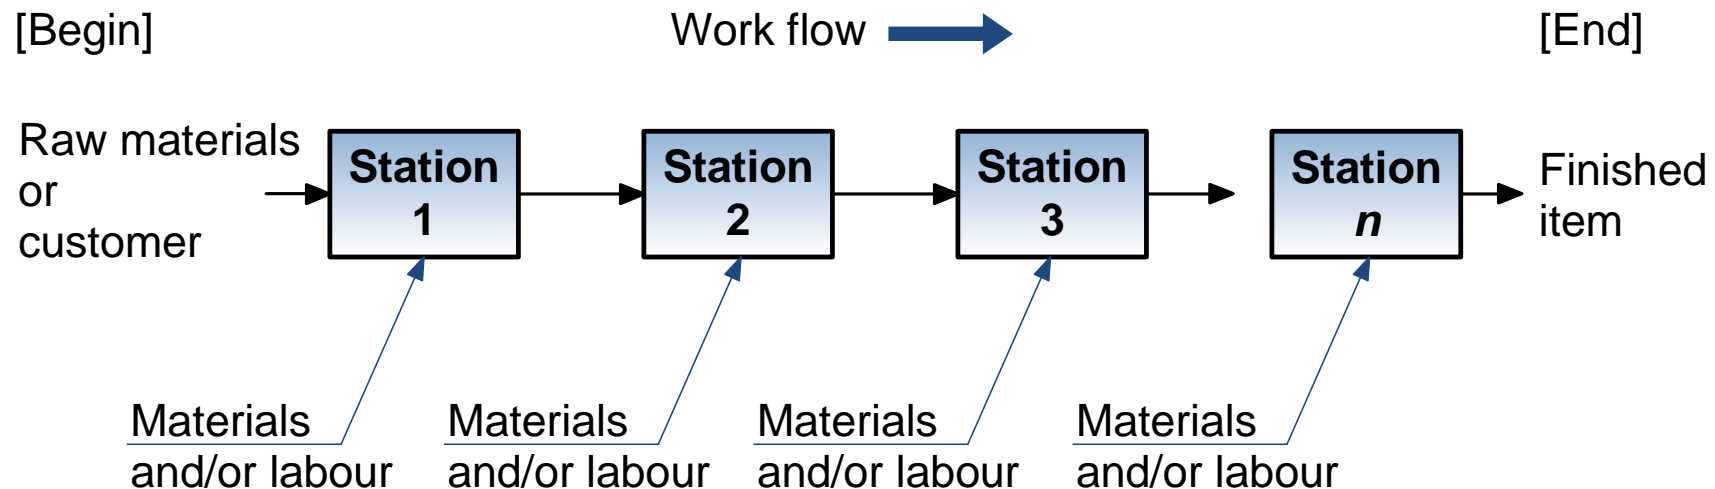 [Begin]
Work flow
[End]
Raw materials
or
customer
Station
1
Station
2
Station
3
Station
n
Finished
item
Materials
and/or labour
Materials
and/or labour
Materials
and/or labour
Materials
and/or labour